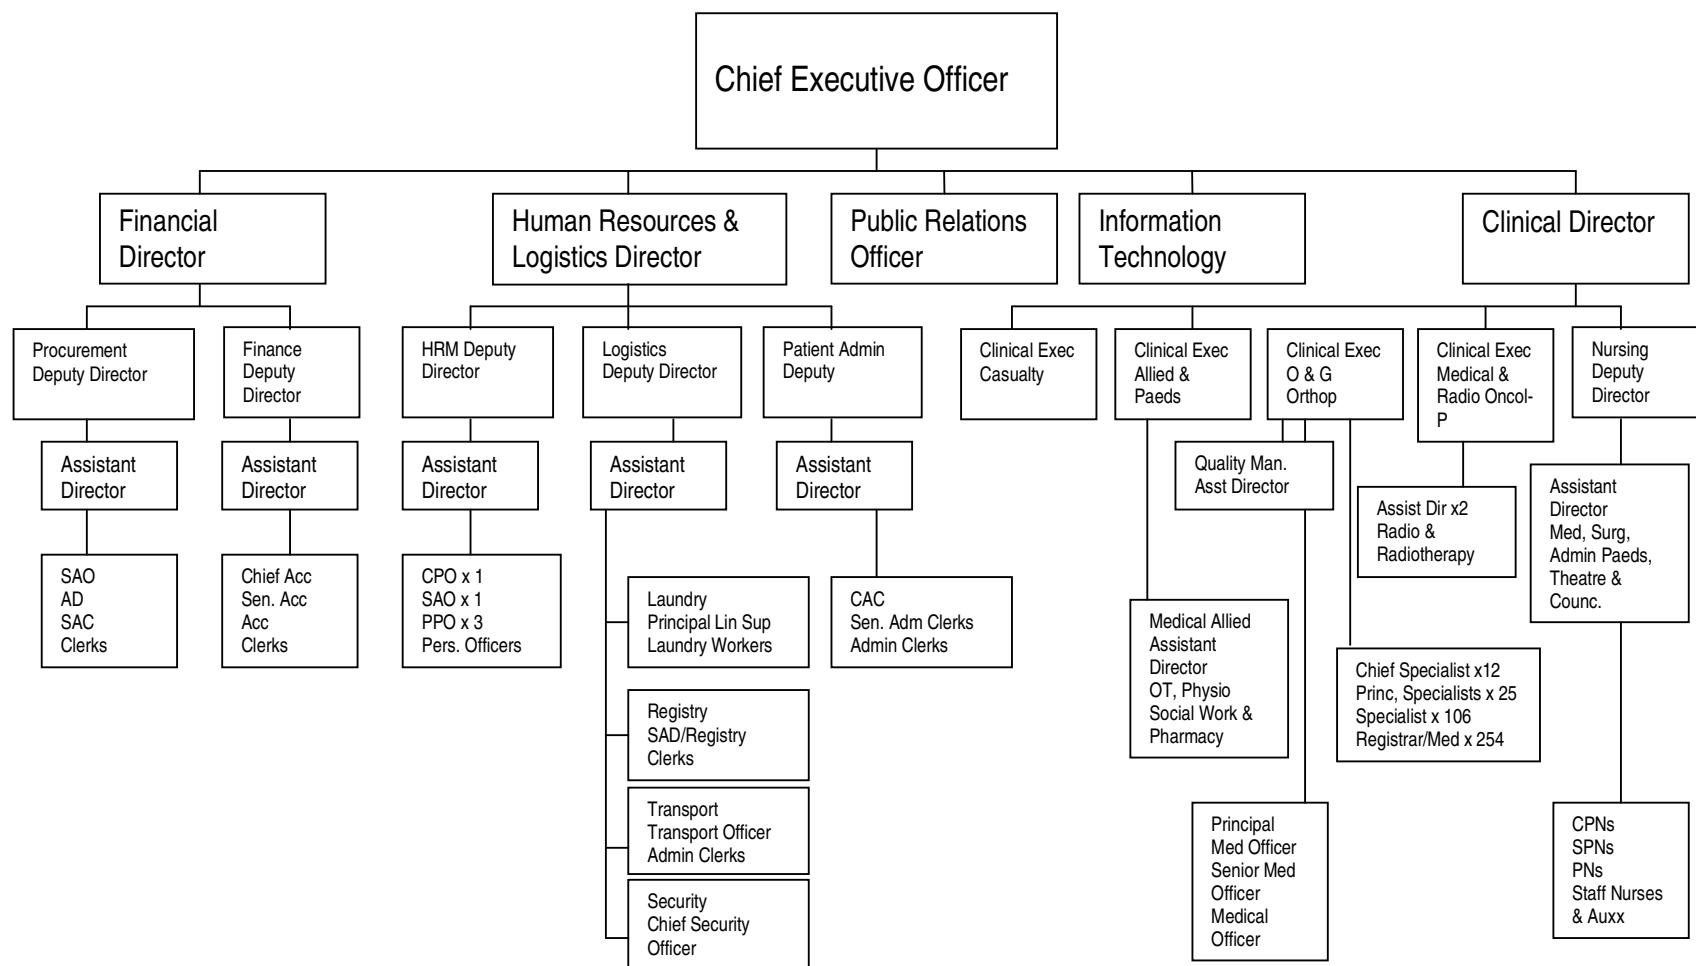 Chief Executive Officer
Financial
Director
Human Resources &
Logistics Director
Public Relations
Officer
Information
Technology
Clinical Director
Procurement
Deputy Director
Finance
Deputy
Director
HRM Deputy
Director
Logistics
Deputy Director
Patient Admin
Deputy
Clinical Exec
Casualty
Clinical Exec
Allied &
Paeds
Clinical Exec
O & G
Orthop
Clinical Exec
Medical &
Radio Oncol-
P
Nursing
Deputy
Director
Assistant
Director
Assistant
Director
Assistant
Director
Assistant
Director
Assistant
Director
Quality Man.
Asst Director
Assist Dir x2
Radio &
Radiotherapy
Assistant
Director
Med, Surg,
Admin Paeds,
Theatre &
Counc.
SAO
AD
SAC
Clerks
Chief Acc
Sen. Acc
Acc
Clerks
CPO x 1
SAO x 1
PPO x 3
Pers. Officers
Laundry
Principal Lin Sup
Laundry Workers
CAC
Sen. Adm Clerks
Admin Clerks
Medical Allied
Assistant
Director
OT, Physio
Social Work &
Pharmacy
Chief Specialist x12
Princ, Specialists x 25
Specialist x 106
Registrar/Med x 254
Registry
SAD/Registry
Clerks
Transport
Transport Officer
Admin Clerks
Security
Chief Security
Officer
Principal
Med Officer
Senior Med
Officer
Medical
Officer
CPNs
SPNs
PNs
Staff Nurses
& Auxx